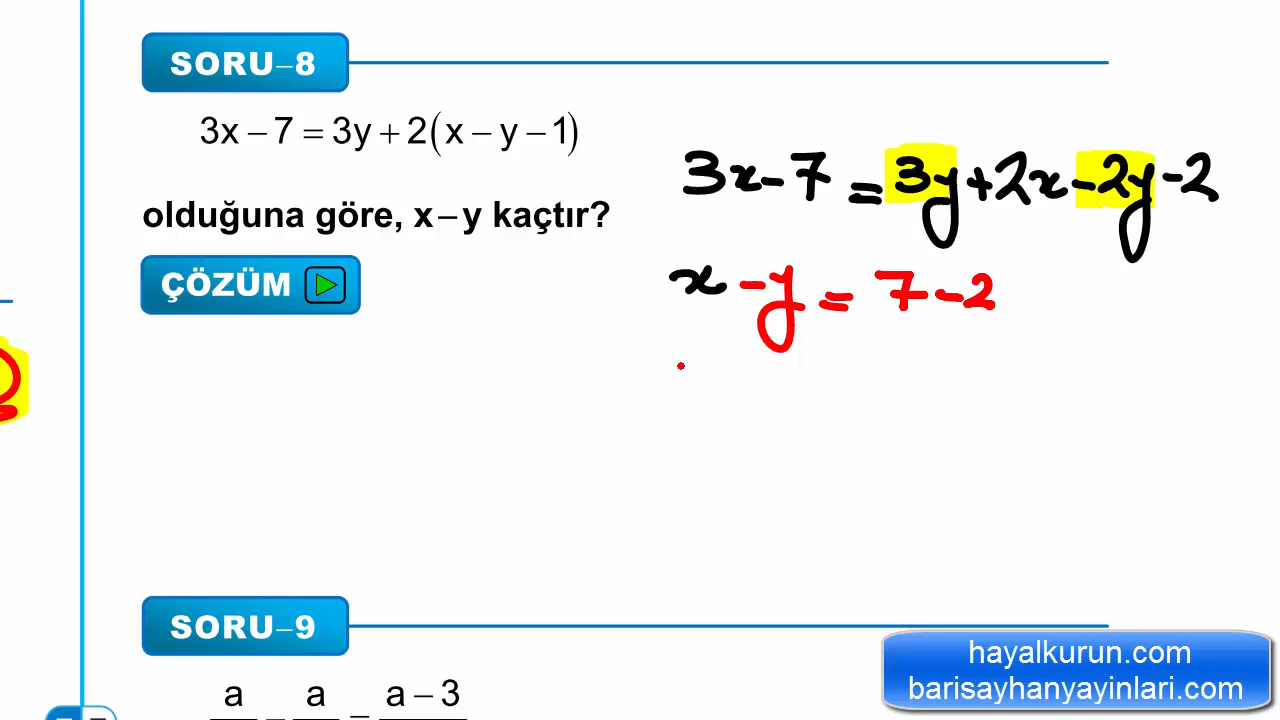 SORU–8
3x – 7 = 3y + 2(x – y – 1)
olduğuna göre, x – y kaçtır?
ÇÖZÜM
3x - 7 = 3y + 2x - 2y - 2
x - y = 7 - 2
SORU–9
a a a – 3
– =
hayalkurun.com
barisayhanyayinlari.com